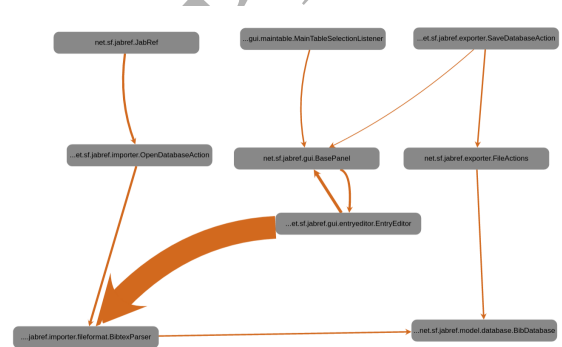 net.sf.jabref.JabRef
...gui.maintable.MainTableSelectionListener
...et.sf.jabref.exporter.SaveDatabaseAction
...et.sf.jabref.importer.OpenDatabaseAction
net.sf.jabref.gui.BasePanel
net.sf.jabref.exporter.FileActions
...et.sf.jabref.gui.entryeditor.EntryEditor
....jabref.importer.fileformat.BibtexParser
...net.sf.jabref.model.database.BibDatabase